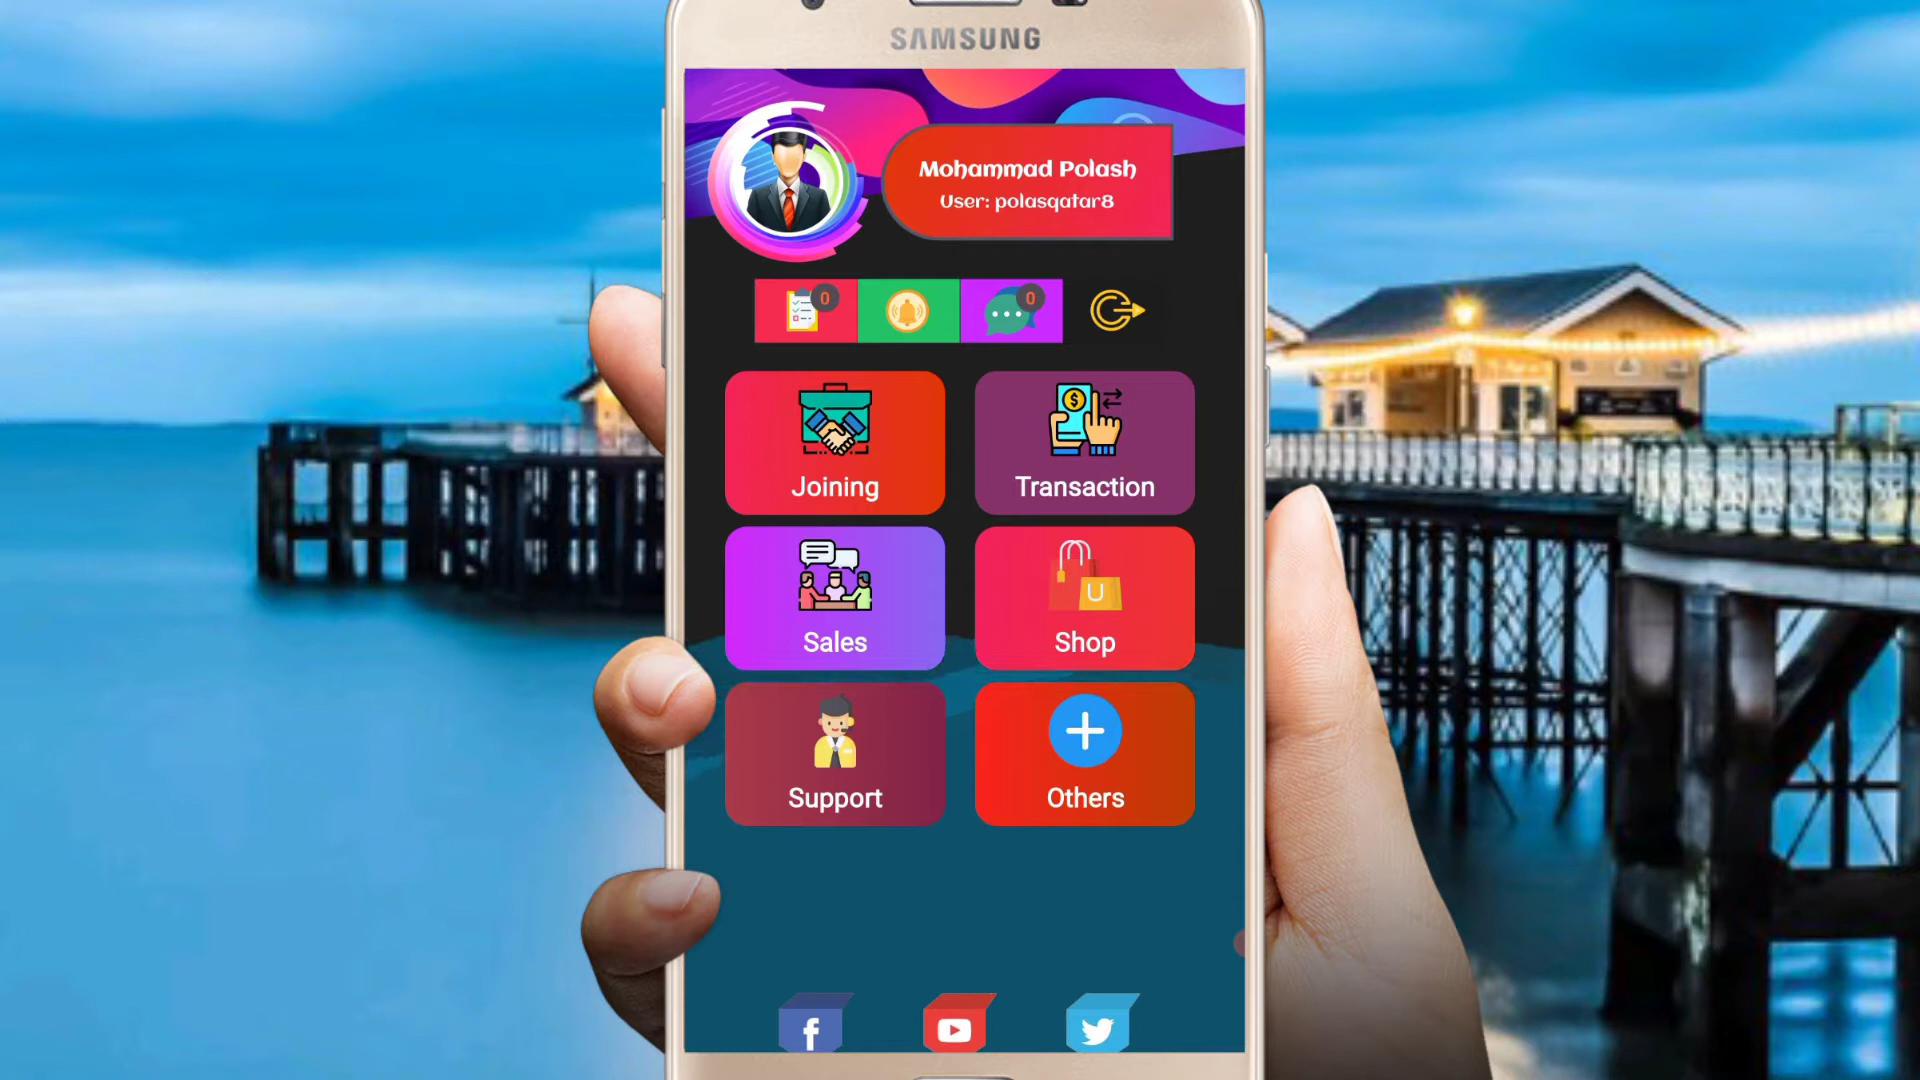 SAMSUNG
Mohammad Polash
User: polasqatar8
0
0
Joining
Transaction
Sales
U
Shop
Support
Others